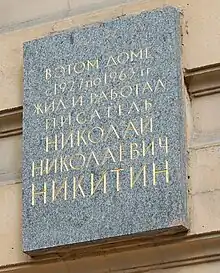 В ЭТОМ ДОМЕ
с 1927 по 1963 г.
ЖИЛ И РАБОТАЛ
ПИСАТЕЛЬ
НИКОЛАЙ
НИКОЛАЕВИЧ
НИКИТИН